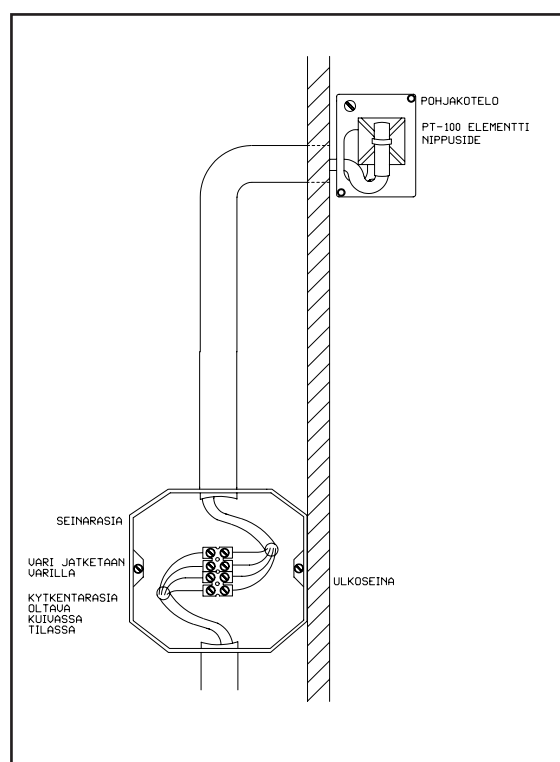 POHJAKOTELO
PT-100 ELEMENTTI
NIPPUSIDE
SEINARASIA
VARI JATKETAAN
VARILLA
KYTKENTARASIA
OLTAVA
KUIVASSA
TILASSA
ULKOSEINA